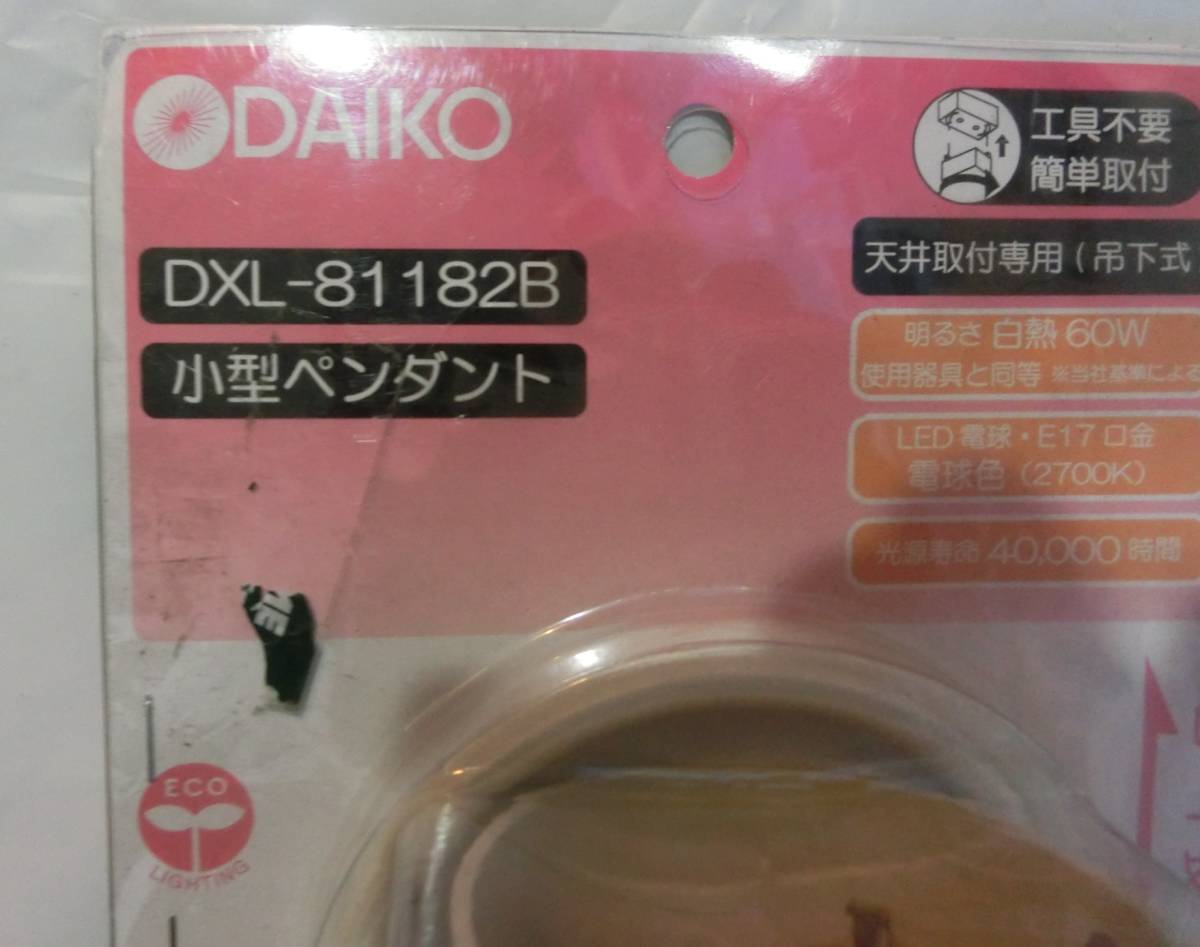 DAIKO
工具不要
簡単取付
DXL-81182B
天井取付専用(吊下式
小型ペンダント
明るさ 白熱 60W
使用器具と同等 ※当社基準による
LED 電球・E17 口金
電球色(2700K)
光源寿命 40,000 時間
ECO
LIGHTING